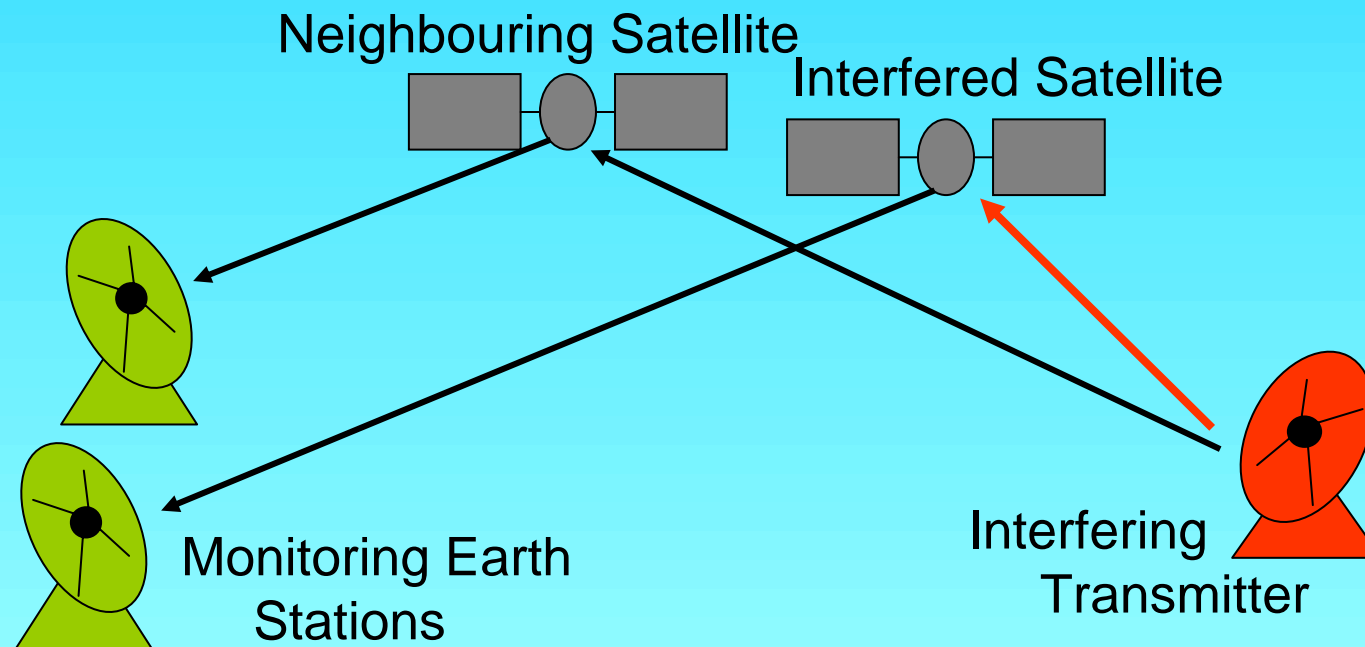 Neighbouring Satellite
Interfered Satellite
Monitoring Earth
Stations
Interfering
Transmitter